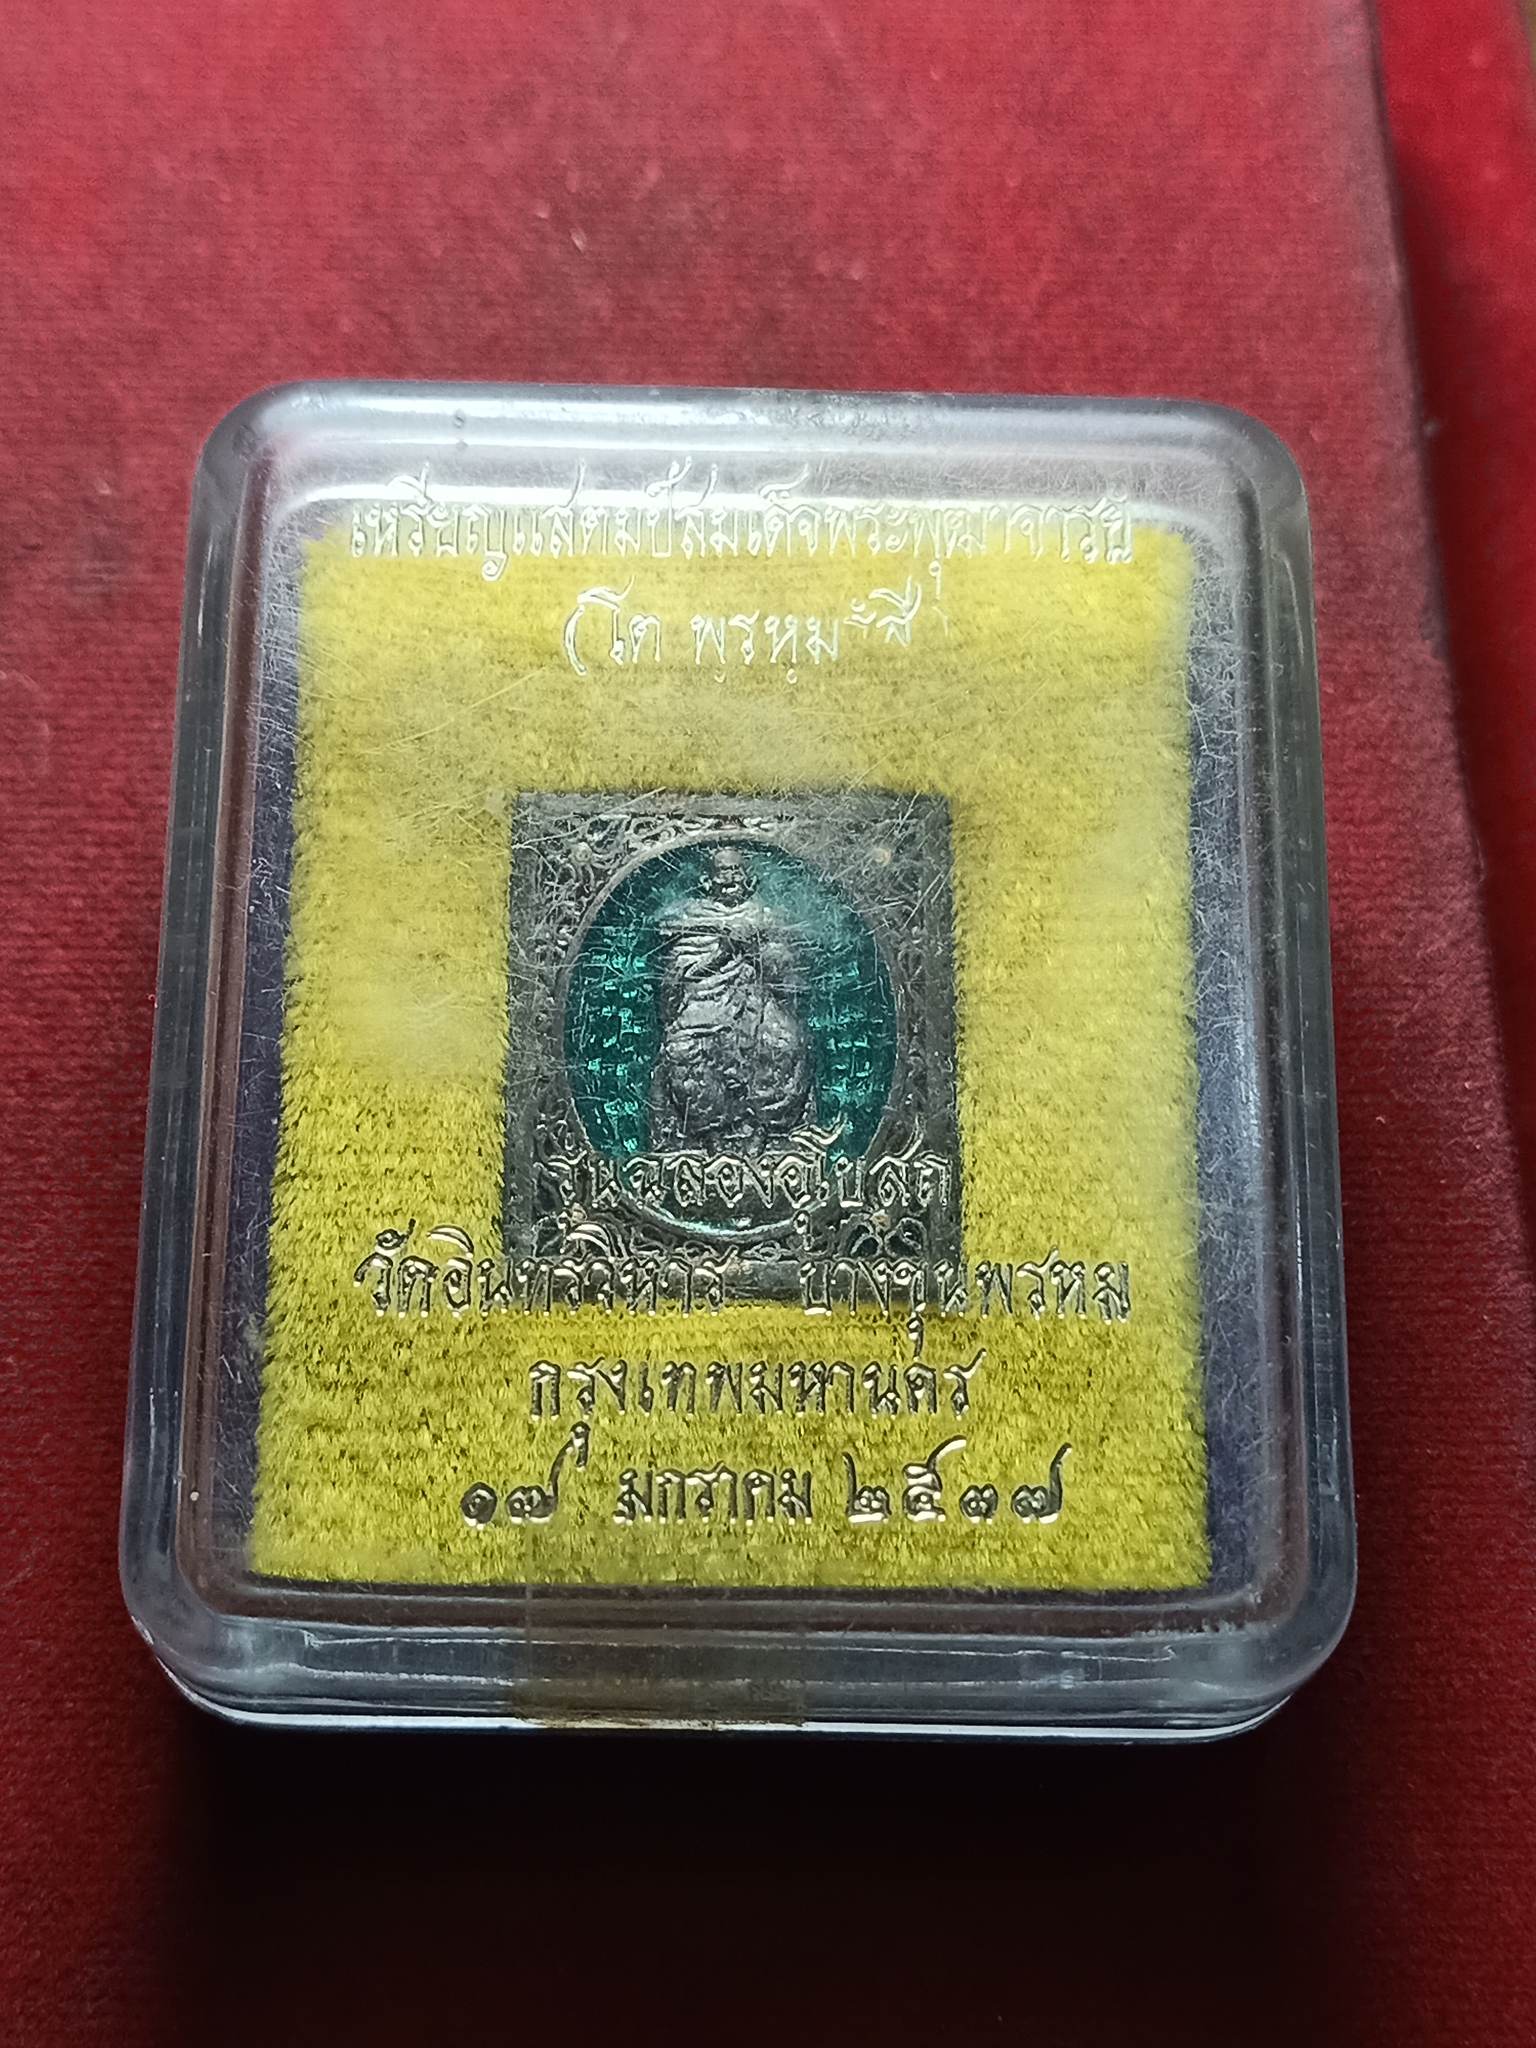 เหรียญแสตมป์สมเด็จพระพุฒาจารย์
(โต พฺรหฺมรังสี)
รุ่นฉลองอุโบสถ
วัดอินทรวิหาร บางขุนพรหม
กรุงเทพมหานคร
๑๗ มกราคม ๒๕๓๗